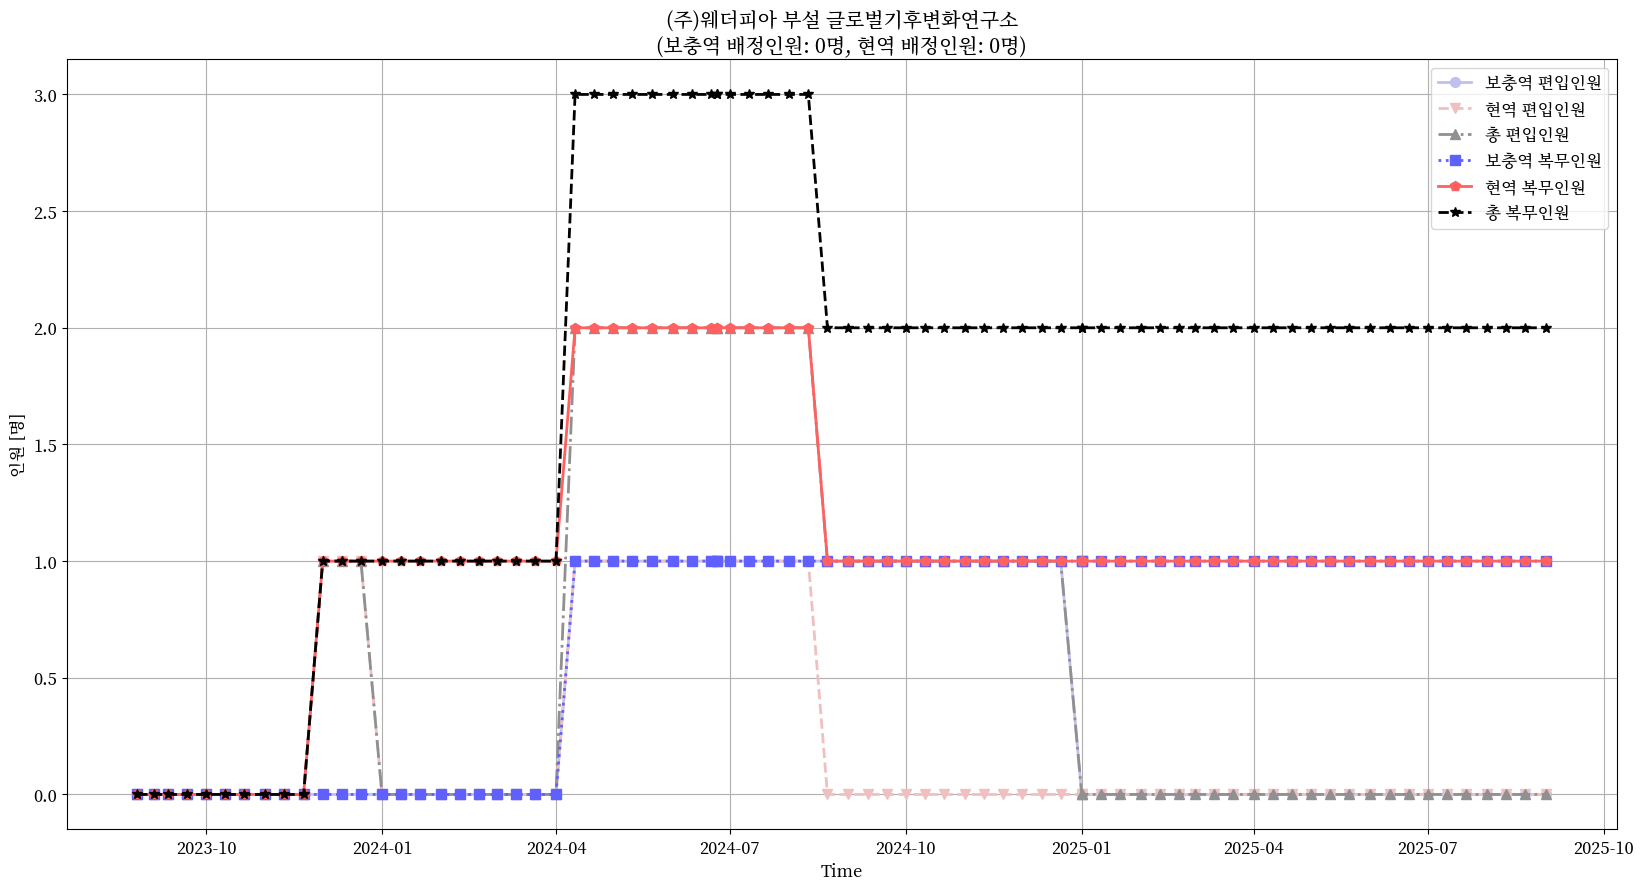 (주)웨더피아 부설 글로벌기후변화연구소
(보충역 배정인원: 0명, 현역 배정인원: 0명)
보충역 편입인원
현역 편입인원
총 편입인원
보충역 복무인원
현역 복무인원
총 복무인원
인원 [명]
3.0
2.5
2.0
1.5
1.0
0.5
0.0
2023-10
2024-01
2024-04
2024-07
2024-10
2025-01
2025-04
2025-07
2025-10
Time